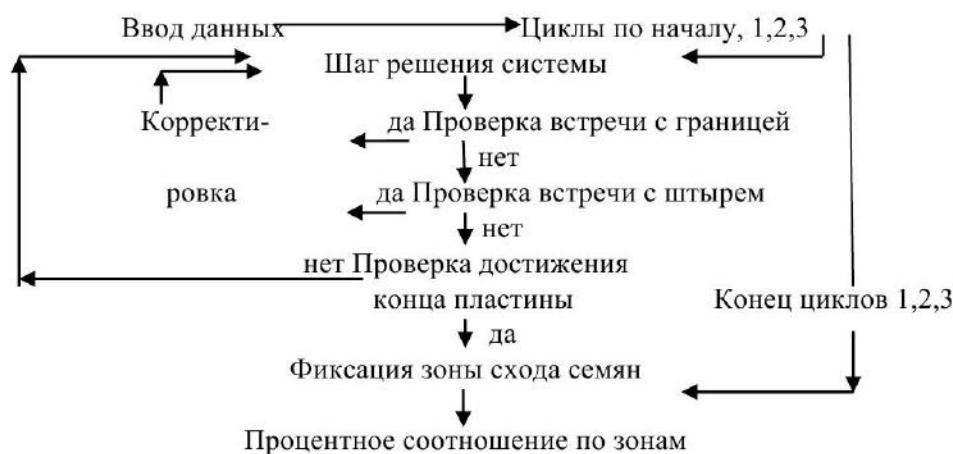 Ввод данных Циклы по началу, 1,2,3
Шаг решения системы
Корректи- да Проверка встречи с границей
нет
ровка да Проверка встречи с штырем
нет
нет Проверка достижения
конца пластины Конец циклов 1,2,3
да
Фиксация зоны схода семян
Процентное соотношение по зонам